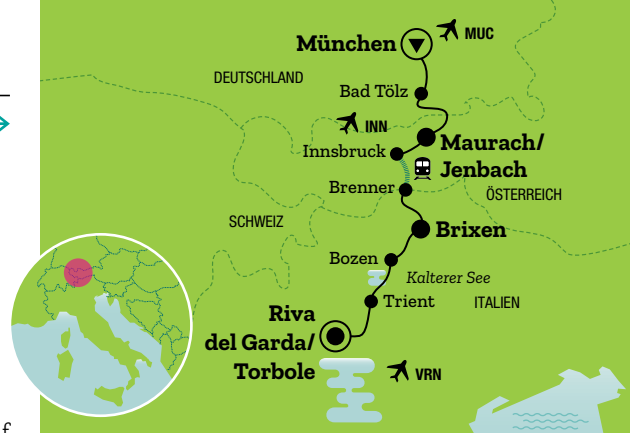 München
MUC
DEUTSCHLAND
Bad Tölz
INN
Innsbruck
Maurach/
Jenbach
Brenner
ÖSTERREICH
SCHWEIZ
Brixen
Bozen
Kalterer See
Trient
ITALIEN
Riva
del Garda/
Torbole
VRN
f